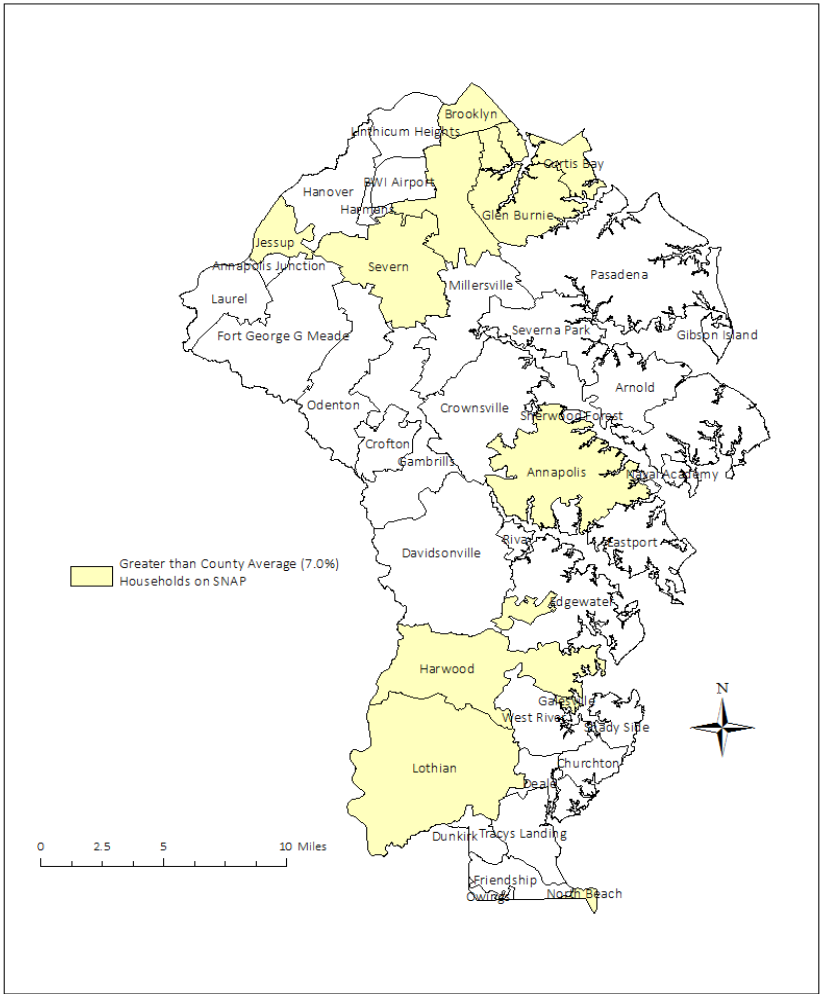 Brooklyn
Linthicum Heights
Curtis Bay
BWI Airport
Hanover
Harmans
Glen Burnie
Jessup
Annapolis Junction
Severn
Pasadena
Millersville
Laurel
Severna Park
Fort George G Meade
Gibson Island
Arnold
Odenton
Crownsville
Sherwood Forest
Crofton
Gambrills
Annapolis
Naval Academy
Riva
Eastport
Davidsonville
Greater than County Average (7.0%)
Households on SNAP
Edgewater
Harwood
N
Galesville
West River
Shady Side
Churchton
Lothian
Deale
Dunkirk
Tracys Landing
0 2.5 5 10 Miles
Friendship
Owings
North Beach